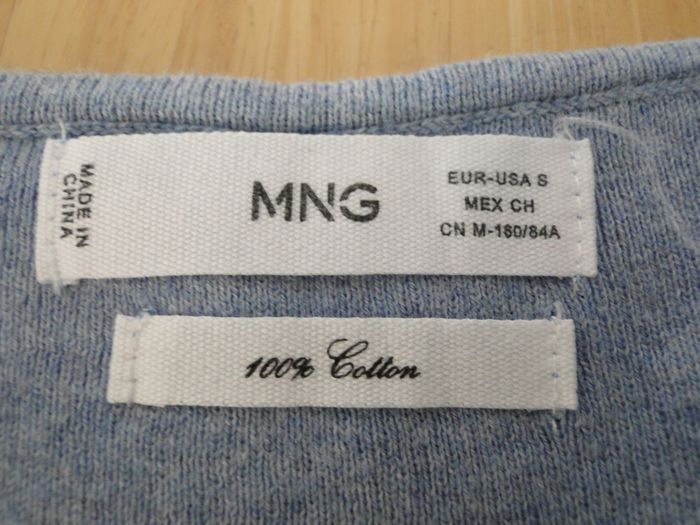 MADE IN
CHINA
MNG
EUR-USA S
MEX CH
CN M-160/84A
100% Cotton